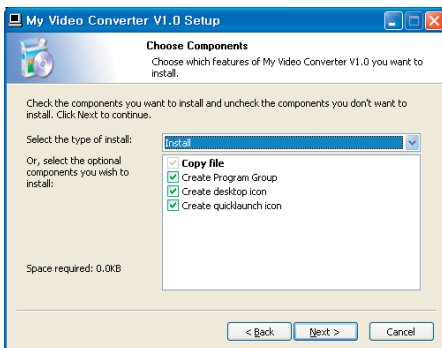 My Video Converter V1.0 Setup
Choose Components
Choose which features of My Video Converter V1.0 you want to
install.
Check the components you want to install and uncheck the components you don't want to
install. Click Next to continue.
Select the type of install:
Install
Or, select the optional
components you wish to
install:
Copy file
Create Program Group
Create desktop icon
Create quicklaunch icon
Space required: 0.0KB
< Back
Next >
Cancel